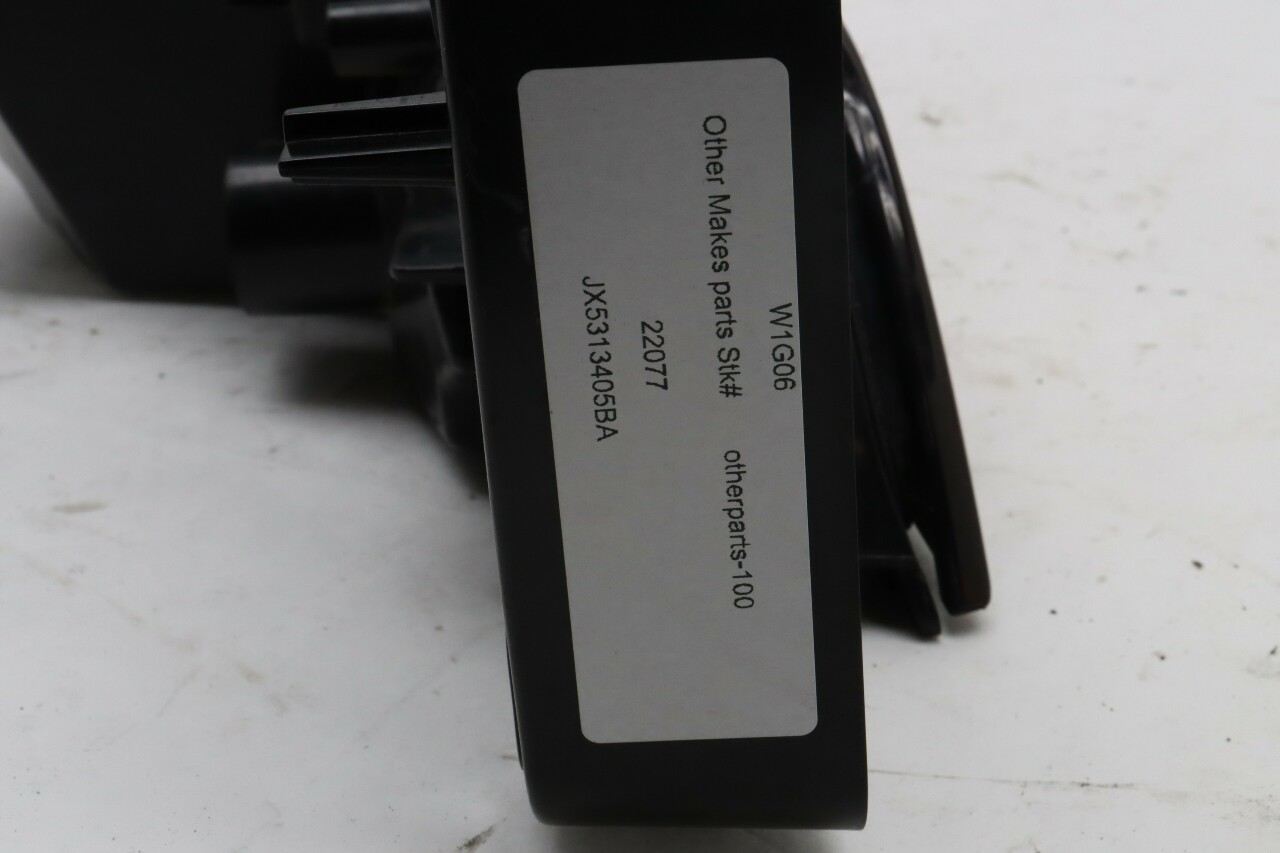 W1G06
Other Makes parts Stk# otherparts-100
22077
JX5313405BA